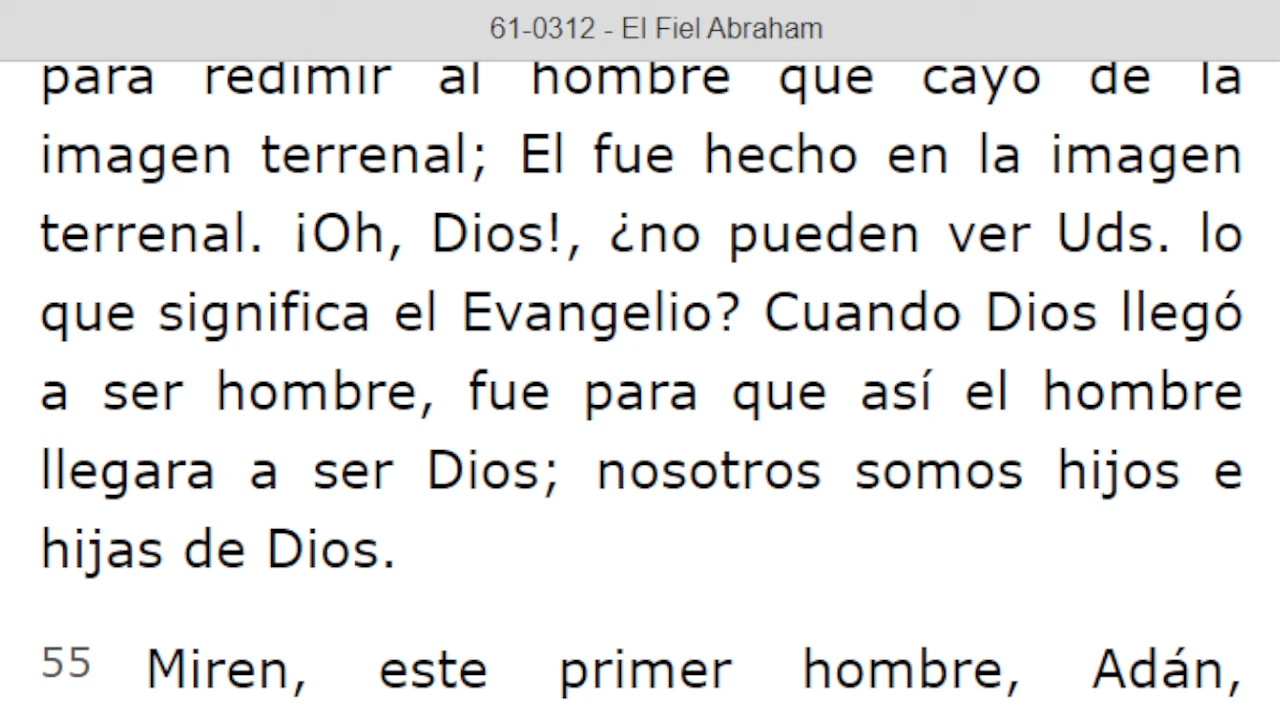 61-0312 - El Fiel Abraham
para redimir al hombre que cayo de la
imagen terrenal; El fue hecho en la imagen
terrenal. ¡Oh, Dios!, ¿no pueden ver Uds. lo
que significa el Evangelio? Cuando Dios llegó
a ser hombre, fue para que así el hombre
llegara a ser Dios; nosotros somos hijos e
hijas de Dios.
55 Miren, este primer hombre, Adán,